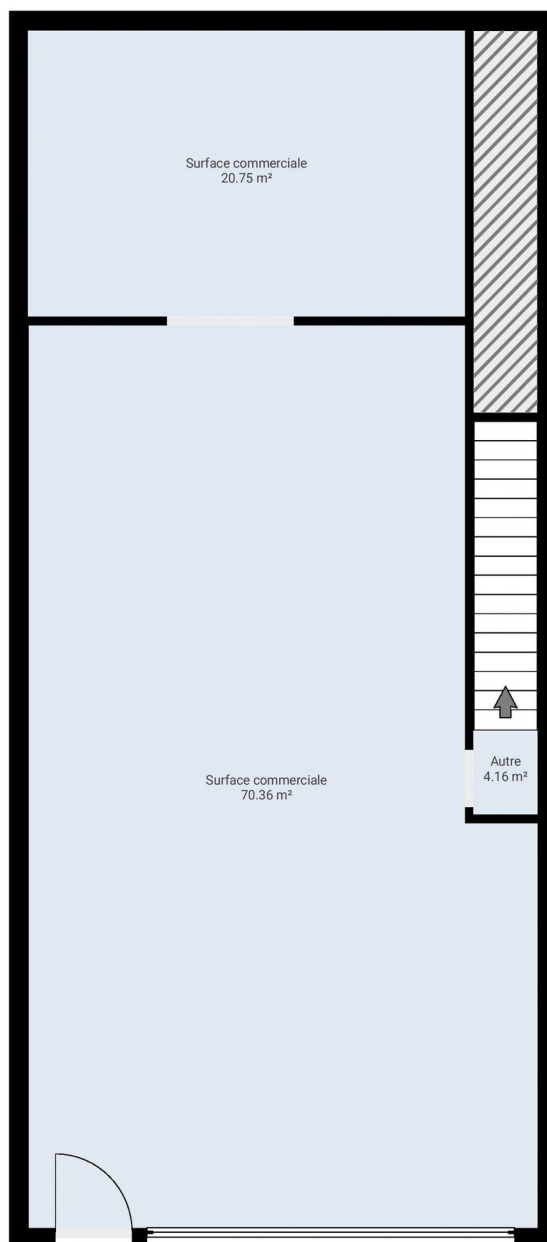 Surface commerciale
20.75 m²
Autre
4.16 m²
Surface commerciale
70.36 m²